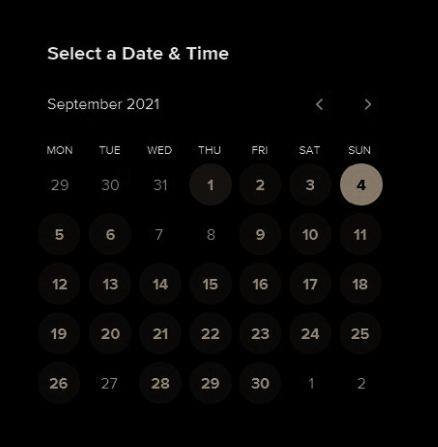 Select a Date & Time
September 2021
MON TUE WED THU FRI SAT SUN
29 30 31 1 2 3 4
5 6 7 8 9 10 11
12 13 14 15 16 17 18
19 20 21 22 23 24 25
26 27 28 29 30 1 2